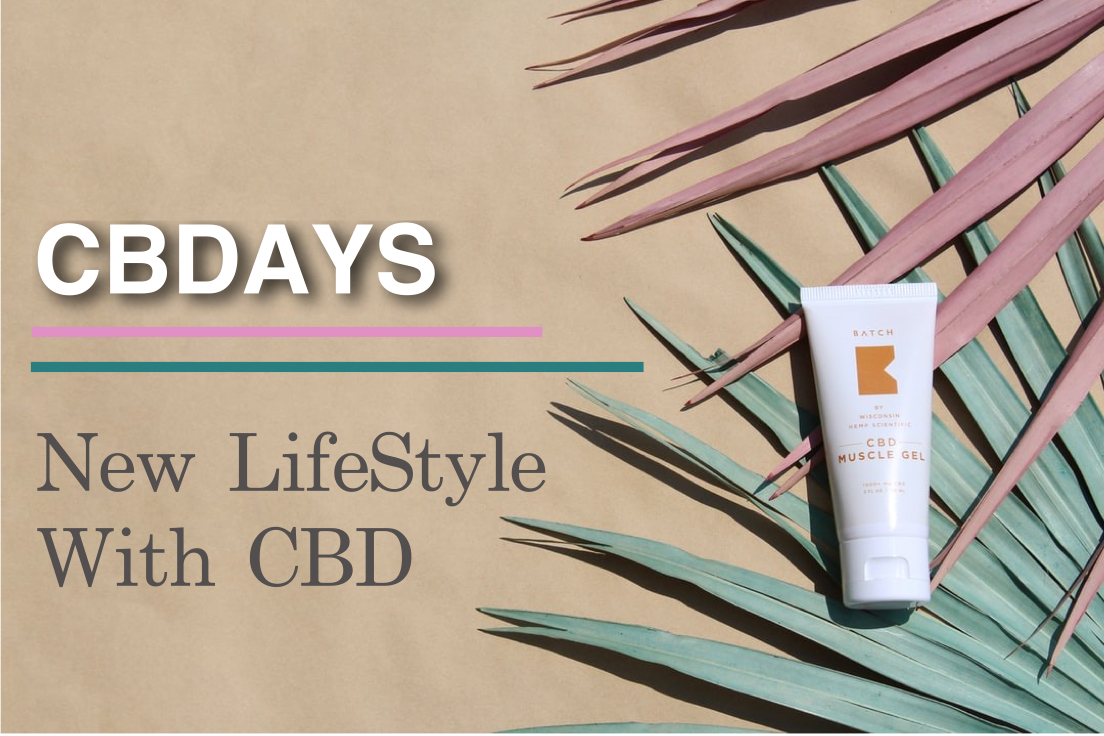 CBDAYS
New LifeStyle
With CBD
BATCH
BY
WISCONSIN
HEMP SCIENTIFIC
CBD
MUSCLE GEL